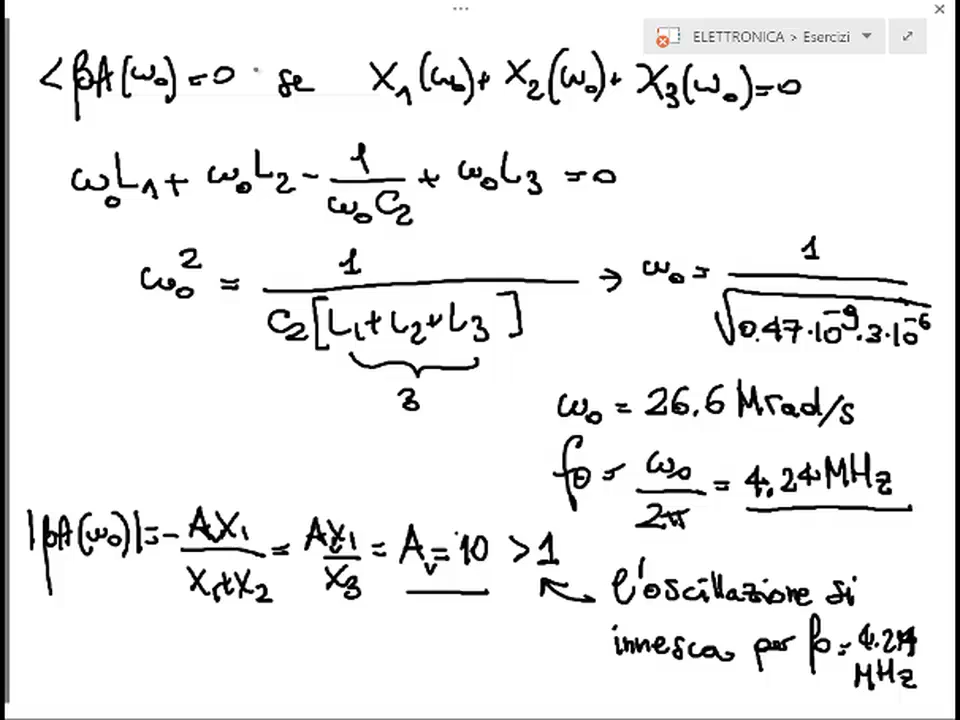 ELETTRONICA > Esercizi
< βA(ω₀) = 0 se X₁(ω₀) + X₂(ω₀) + X₃(ω₀) = 0
ω₀L₁ + ω₀L₂ - 1/(ω₀C₂) + ω₀L₃ = 0
ω₀² = 1/(C₂[L₁+L₂+L₃]) → ω₀ = 1/√(0.47·10⁻⁹·3·10⁻⁶)
3
ω₀ = 26.6 Mrad/s
f₀ = ω₀/2π = 4.24 MHz
|βA(ω₀)| = - AᵥX₁/(X₁+X₂) = AᵥX₁/X₃ = Aᵥ = 10 > 1
l'oscillazione si
innesca per f₀ = 4.24
MHz